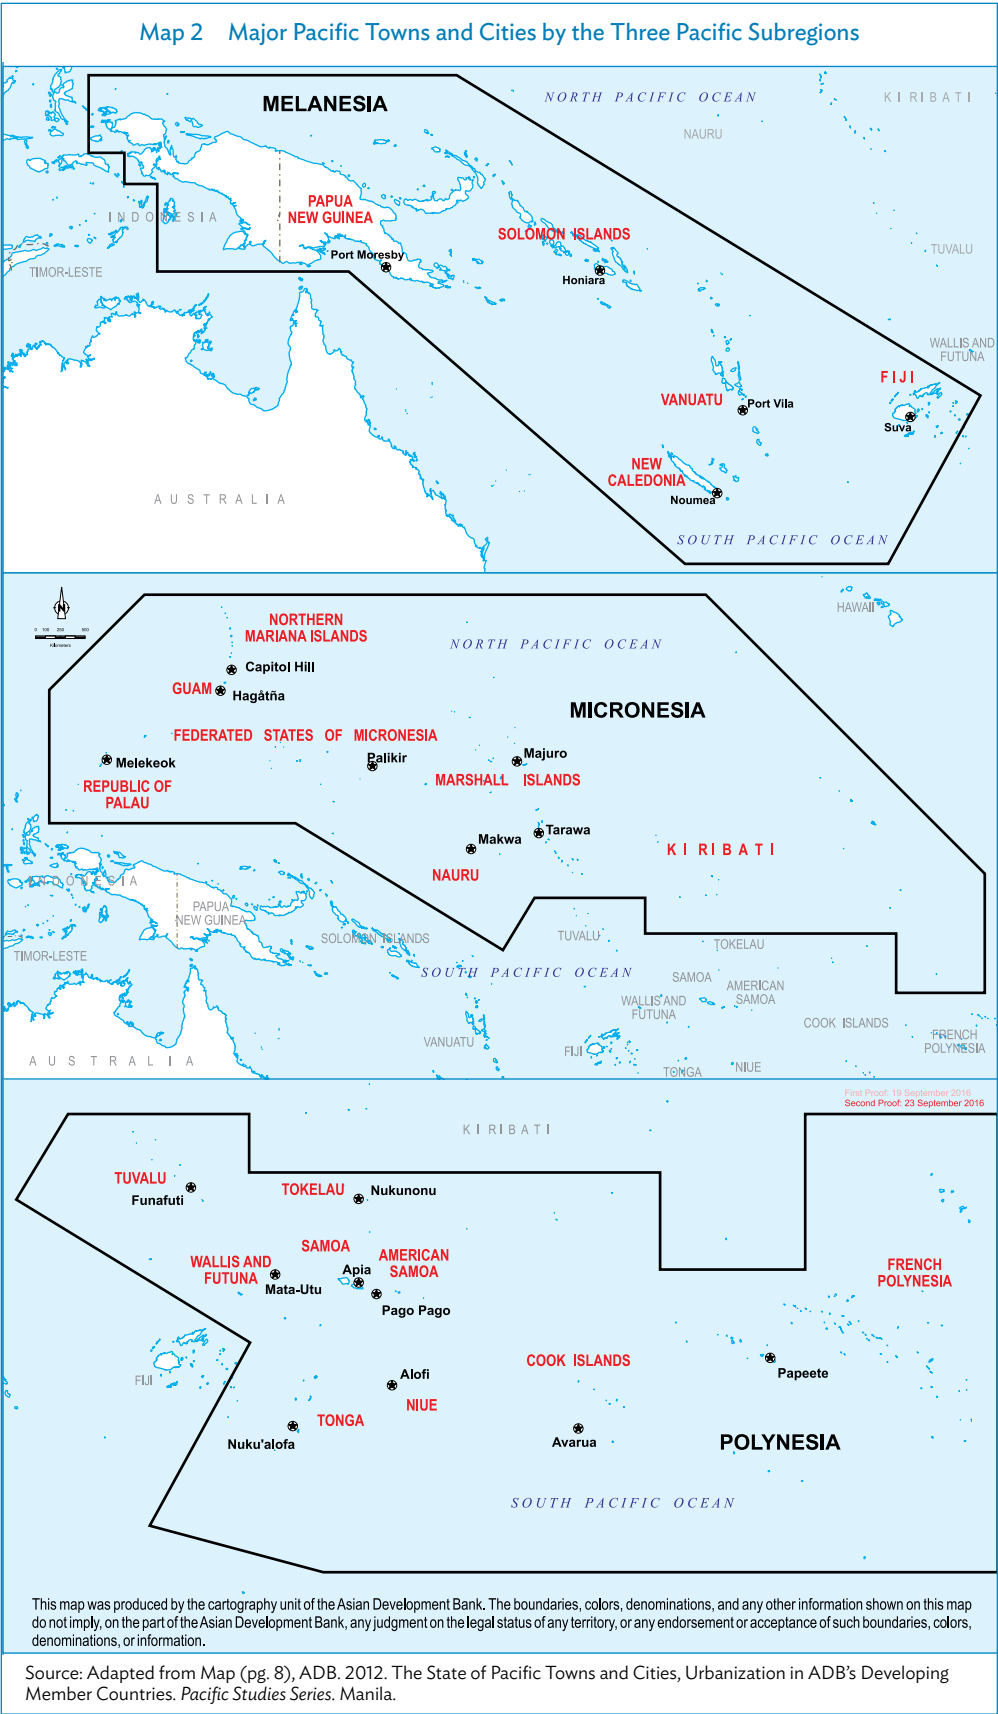 Map 2 Major Pacific Towns and Cities by the Three Pacific Subregions
MELANESIA
NORTH PACIFIC OCEAN
KIRIBATI
NAURU
PAPUA
NEW GUINEA
INDONESIA
SOLOMON ISLANDS
TUVALU
Port Moresby
TIMOR-LESTE
Honiara
WALLIS AND
FUTUNA
FIJI
VANUATU
Port Vila
Suva
NEW
CALEDONIA
AUSTRALIA
Noumea
SOUTH PACIFIC OCEAN
N
0 100 250 500
Kilometers
HAWAII
NORTHERN
MARIANA ISLANDS
NORTH PACIFIC OCEAN
Capitol Hill
GUAM
Hagåtña
MICRONESIA
FEDERATED STATES OF MICRONESIA
Melekeok
Palikir
Majuro
REPUBLIC OF
PALAU
MARSHALL ISLANDS
Makwa
Tarawa
KIRIBATI
NAURU
INDONESIA
PAPUA
NEW GUINEA
SOLOMON ISLANDS
TUVALU
TOKELAU
TIMOR-LESTE
SOUTH PACIFIC OCEAN
SAMOA
AMERICAN
SAMOA
WALLIS AND
FUTUNA
COOK ISLANDS
VANUATU
FRENCH
POLYNESIA
FIJI
AUSTRALIA
TONGA
NIUE
First Proof: 19 September 2016
Second Proof: 23 September 2016
KIRIBATI
TUVALU
Funafuti
TOKELAU
Nukunonu
SAMOA
WALLIS AND
FUTUNA
AMERICAN
SAMOA
Apia
Mata-Utu
Pago Pago
FRENCH
POLYNESIA
COOK ISLANDS
FIJI
Alofi
Papeete
NIUE
TONGA
Nuku'alofa
Avarua
POLYNESIA
SOUTH PACIFIC OCEAN
This map was produced by the cartography unit of the Asian Development Bank. The boundaries, colors, denominations, and any other information shown on this map
do not imply, on the part of the Asian Development Bank, any judgment on the legal status of any territory, or any endorsement or acceptance of such boundaries, colors,
denominations, or information.
Source: Adapted from Map (pg. 8), ADB. 2012. The State of Pacific Towns and Cities, Urbanization in ADB's Developing
Member Countries. Pacific Studies Series. Manila.